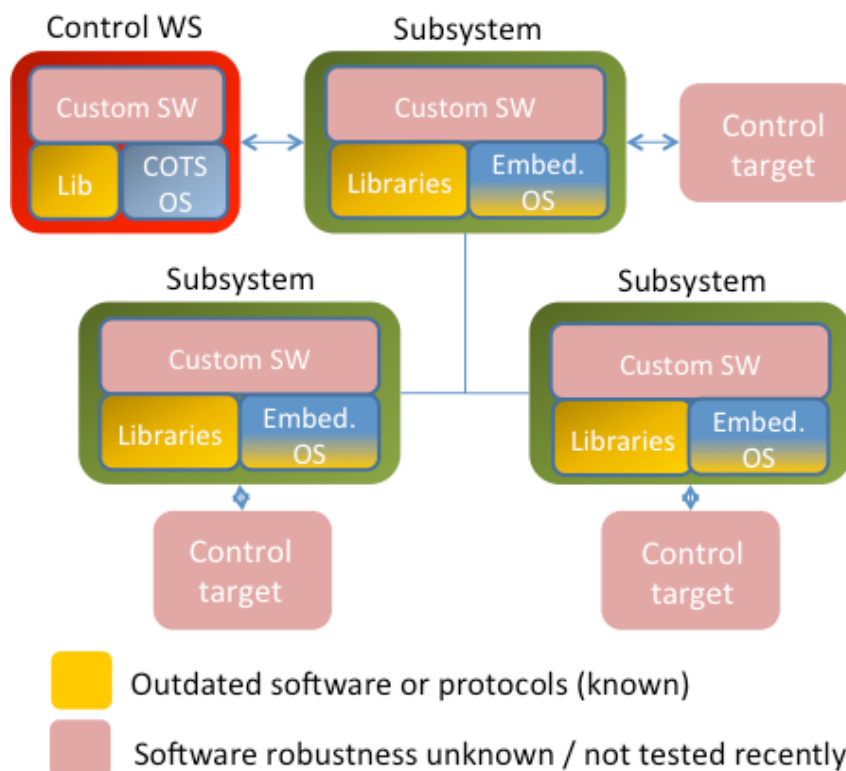 Control WS
Subsystem
Custom SW
Custom SW
Control
target
Lib
COTS
OS
Libraries
Embed.
OS
Subsystem
Subsystem
Custom SW
Custom SW
Libraries
Embed.
OS
Libraries
Embed.
OS
Control
target
Control
target
Outdated software or protocols (known)
Software robustness unknown / not tested recently